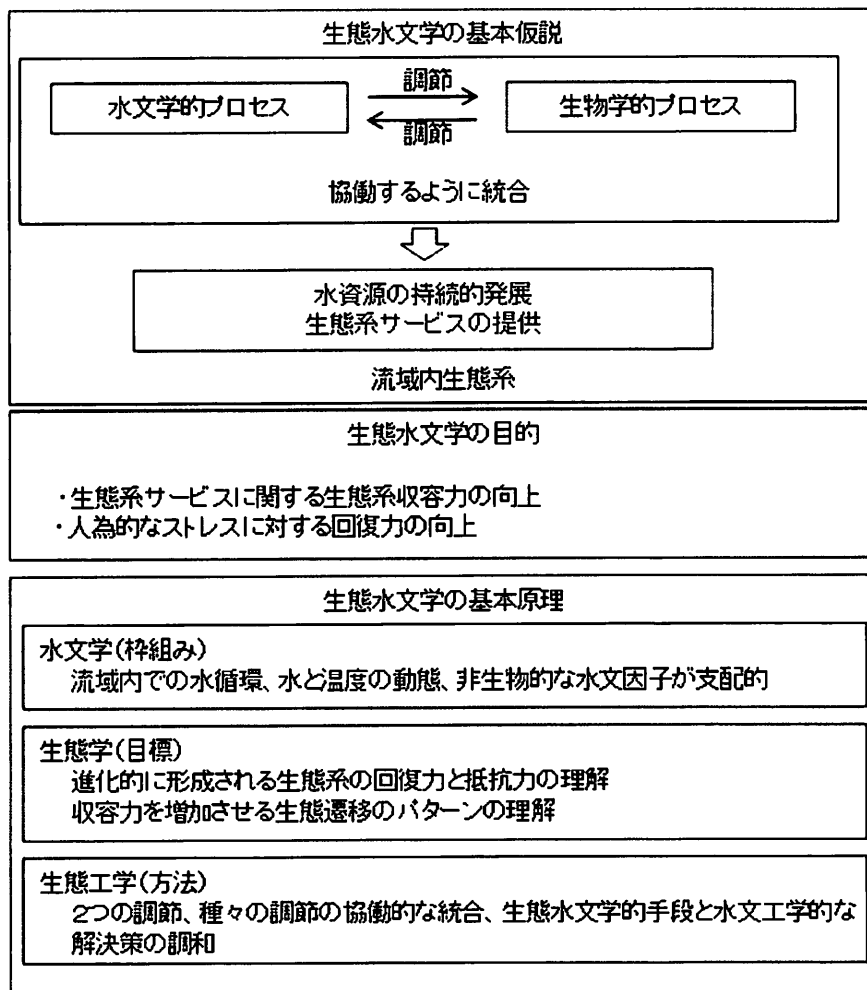 生態水文学の基本仮説
調節
水文学的プロセス
生物学的プロセス
調節
協働するように統合
水資源の持続的発展
生態系サービスの提供
流域内生態系
生態水文学の目的
・生態系サービスに関する生態系収容力の向上
・人為的なストレスに対する回復力の向上
生態水文学の基本原理
水文学(枠組み)
流域内での水循環、水と温度の動態、非生物的な水文因子が支配的
生態学(目標)
進化的に形成される生態系の回復力と抵抗力の理解
収容力を増加させる生態遷移のパターンの理解
生態工学(方法)
2つの調節、種々の調節の協働的な統合、生態水文学的手段と水文工学的な
解決策の調和